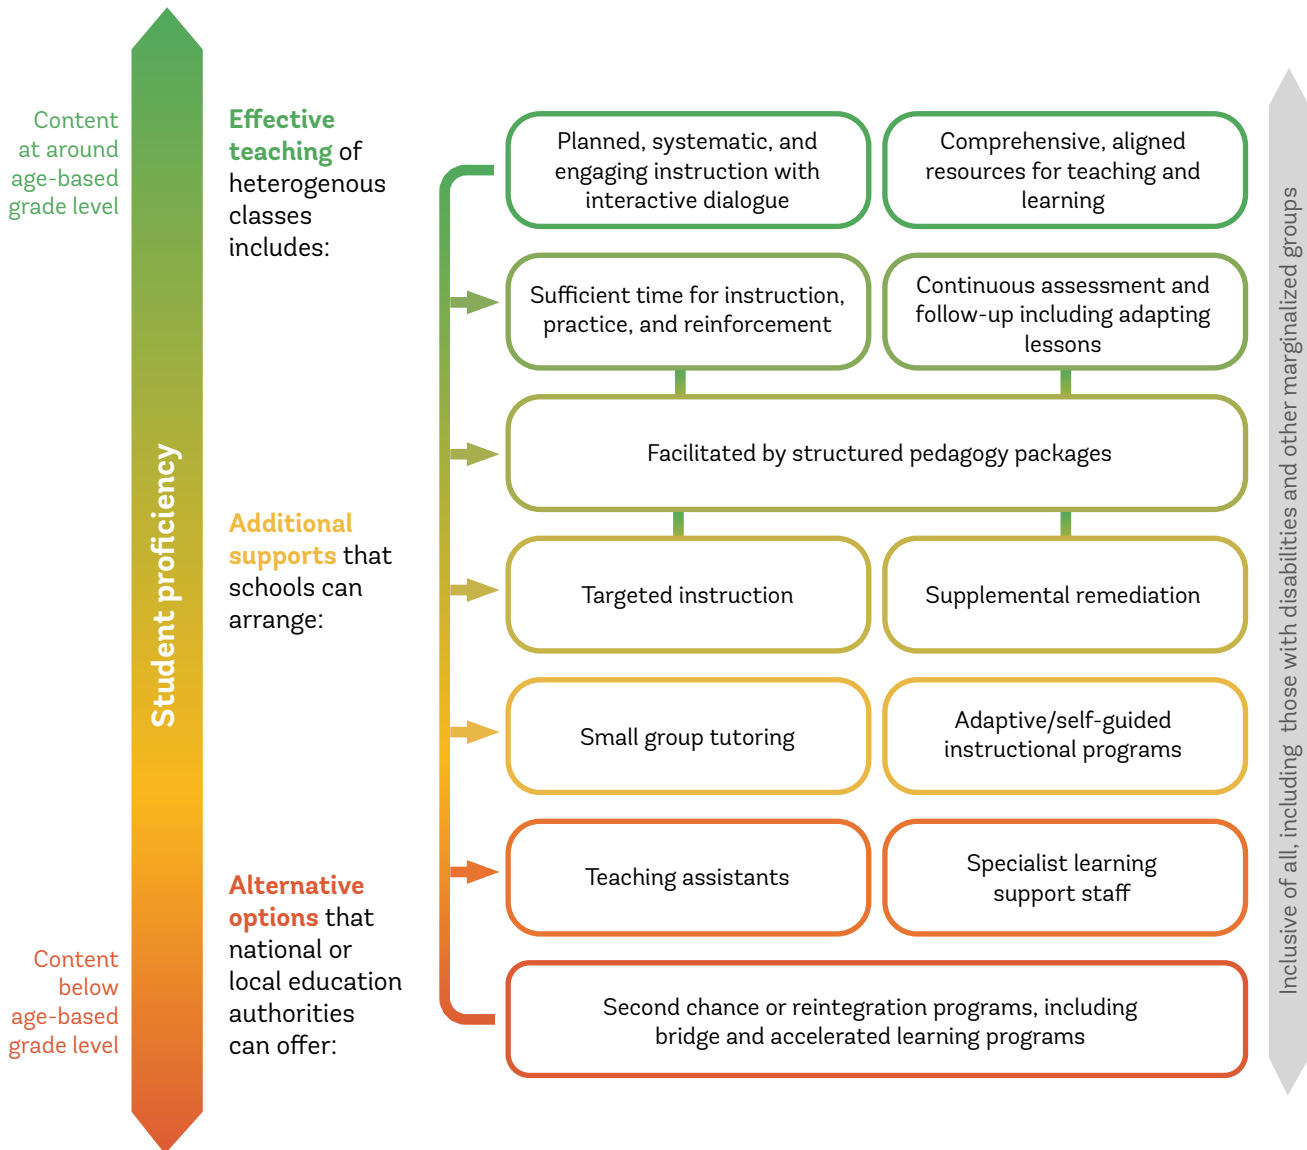 Content
at around
age-based
grade level
Effective
teaching of
heterogenous
classes
includes:
Planned, systematic, and
engaging instruction with
interactive dialogue
Comprehensive, aligned
resources for teaching and
learning
Sufficient time for instruction,
practice, and reinforcement
Continuous assessment and
follow-up including adapting
lessons
Facilitated by structured pedagogy packages
Student proficiency
Additional
supports that
schools can
arrange:
Targeted instruction
Supplemental remediation
Small group tutoring
Adaptive/self-guided
instructional programs
Alternative
options that
national or
local education
authorities
can offer:
Teaching assistants
Specialist learning
support staff
Content
below
age-based
grade level
Second chance or reintegration programs, including
bridge and accelerated learning programs
Inclusive of all, including those with disabilities and other marginalized groups